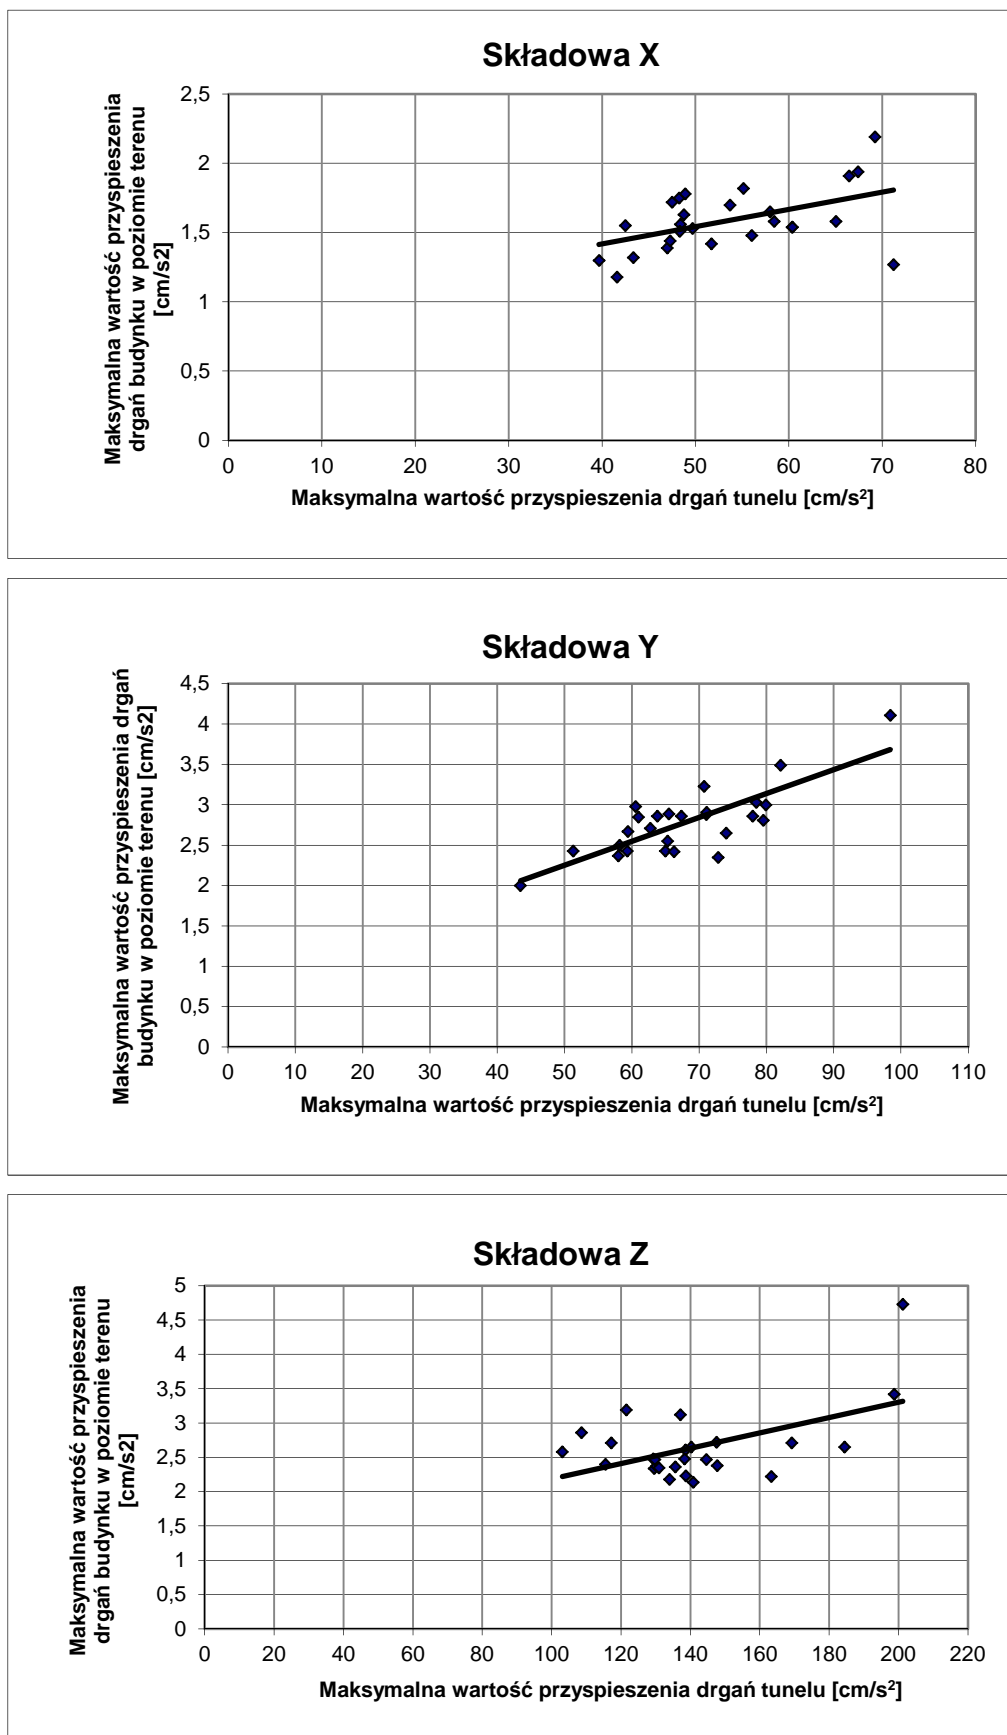 Składowa X
Maksymalna wartość przyspieszenia
drgań budynku w poziomie terenu
[cm/s2]
2,5
2
1,5
1
0,5
0
0 10 20 30 40 50 60 70 80
Maksymalna wartość przyspieszenia drgań tunelu [cm/s²]
Składowa Y
Maksymalna wartość przyspieszenia drgań
budynku w poziomie terenu [cm/s2]
4,5
4
3,5
3
2,5
2
1,5
1
0,5
0
0 10 20 30 40 50 60 70 80 90 100 110
Maksymalna wartość przyspieszenia drgań tunelu [cm/s²]
Składowa Z
Maksymalna wartość przyspieszenia
drgań budynku w poziomie terenu
[cm/s2]
5
4,5
4
3,5
3
2,5
2
1,5
1
0,5
0
0 20 40 60 80 100 120 140 160 180 200 220
Maksymalna wartość przyspieszenia drgań tunelu [cm/s²]